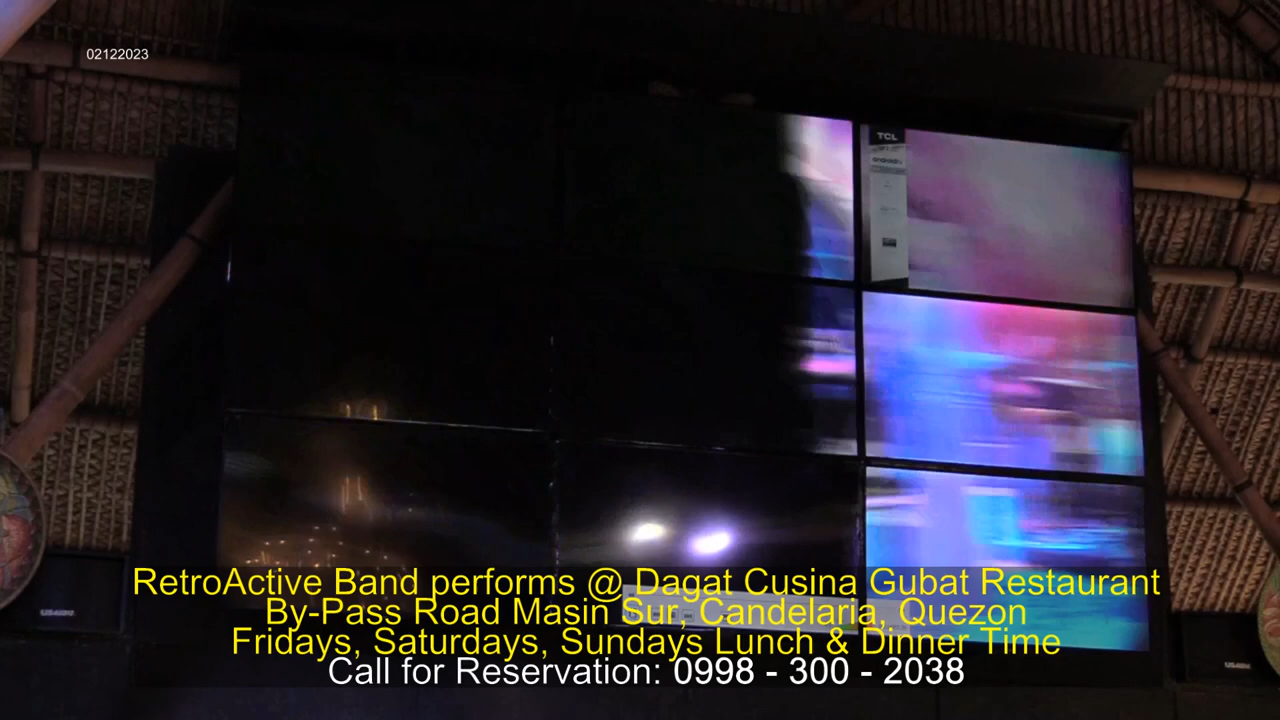 02122023
TCL
androidtv
RetroActive Band performs @ Dagat Cusina Gubat Restaurant
By-Pass Road Masin Sur, Candelaria, Quezon
Fridays, Saturdays, Sundays Lunch & Dinner Time
Call for Reservation: 0998 - 300 - 2038